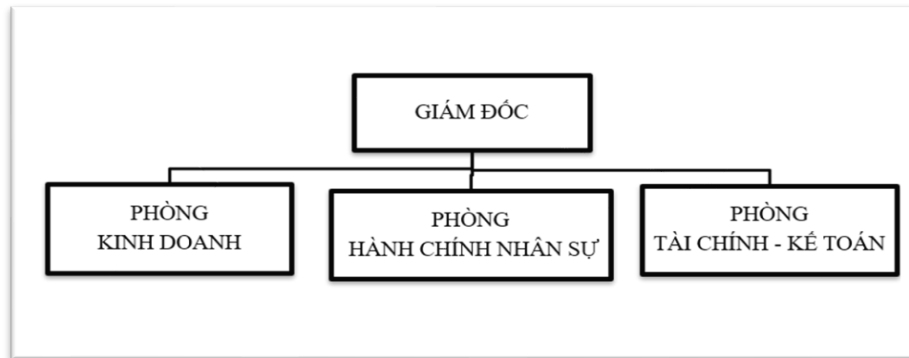 GIÁM ĐỐC
PHÒNG
KINH DOANH
PHÒNG
HÀNH CHÍNH NHÂN SỰ
PHÒNG
TÀI CHÍNH - KẾ TOÁN